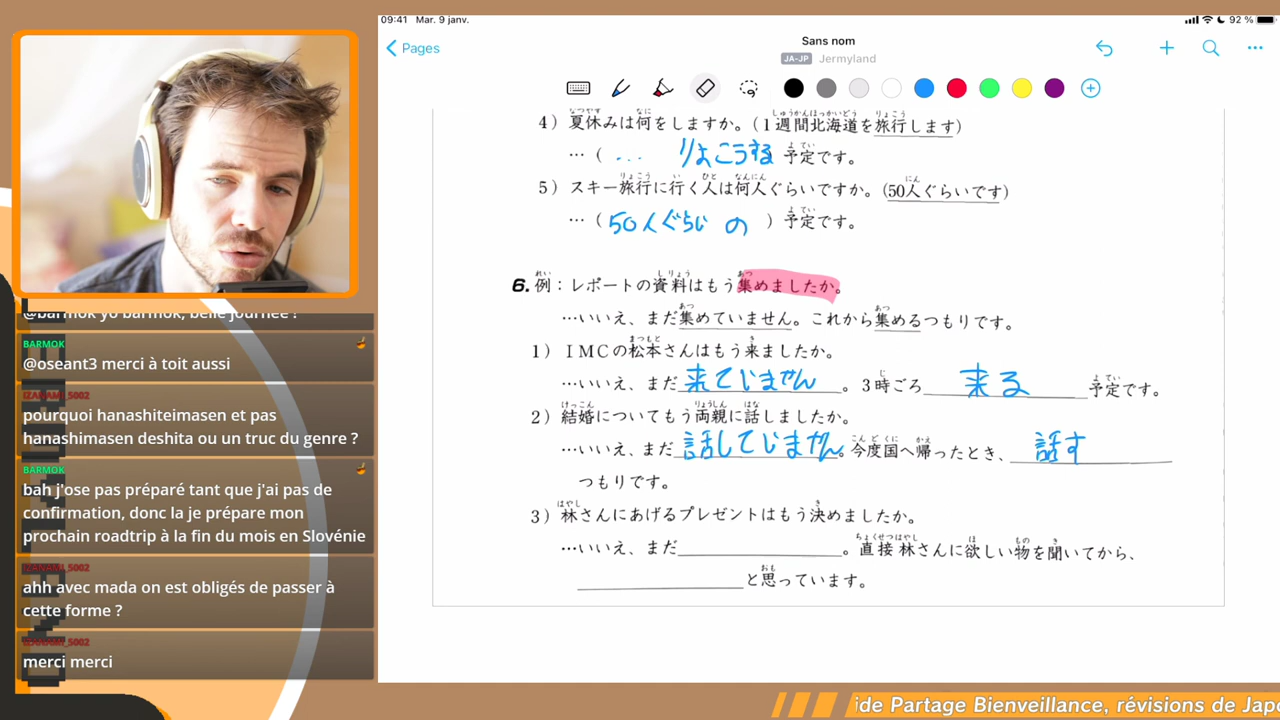 09:41 Mar. 9 janv.
92 %
Pages
Sans nom
JA-JP Jermyland
4) 夏休みは何をしますか。(1週間北海道を旅行します)
…( ... りょこうする 予定です。
5) スキー旅行に行く人は何人ぐらいですか。(50人ぐらいです)
…( 50人ぐらい の ) 予定です。
6. 例:レポートの資料はもう集めましたか。
…いいえ、まだ集めていません。これから集めるつもりです。
1) IMCの松本さんはもう来ましたか。
…いいえ、まだ 来ていません 。3時ごろ 来る 予定です。
2) 結婚についてもう両親に話しましたか。
…いいえ、まだ 話していません 。今度国へ帰ったとき、 話す
つもりです。
3) 林さんにあげるプレゼントはもう決めましたか。
…いいえ、まだ 。直接林さんに欲しい物を聞いてから、
と思っています。
@barmok yo barmok, belle journée !
BARMOK
@oseant3 merci à toit aussi
IZANAMI_5002
pourquoi hanashiteimasen et pas
hanashimasen deshita ou un truc du genre ?
BARMOK
bah j'ose pas préparé tant que j'ai pas de
confirmation, donc la je prépare mon
prochain roadtrip à la fin du mois en Slovénie
IZANAMI_5002
ahh avec mada on est obligés de passer à
cette forme ?
IZANAMI_5002
merci merci
ide Partage Bienveillance, révisions de Japo